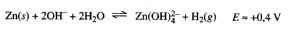 Zn(s) + 2OH⁻ + 2H₂O ⇌ Zn(OH)₄²⁻ + H₂(g) E = +0,4 V